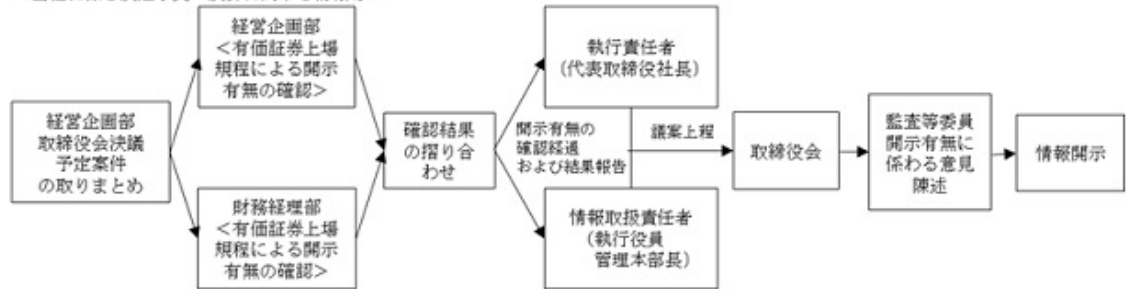 経営企画部
取締役会決議
予定案件
の取りまとめ
経営企画部
<有価証券上場
規程による開示
有無の確認>
財務経理部
<有価証券上場
規程による開示
有無の確認>
確認結果
の摺り合
わせ
開示有無の
確認経過
および結果報告
執行責任者
(代表取締役社長)
情報取扱責任者
(執行役員
管理本部長)
議案上程
取締役会
監査等委員
開示有無に
係わる意見
陳述
情報開示